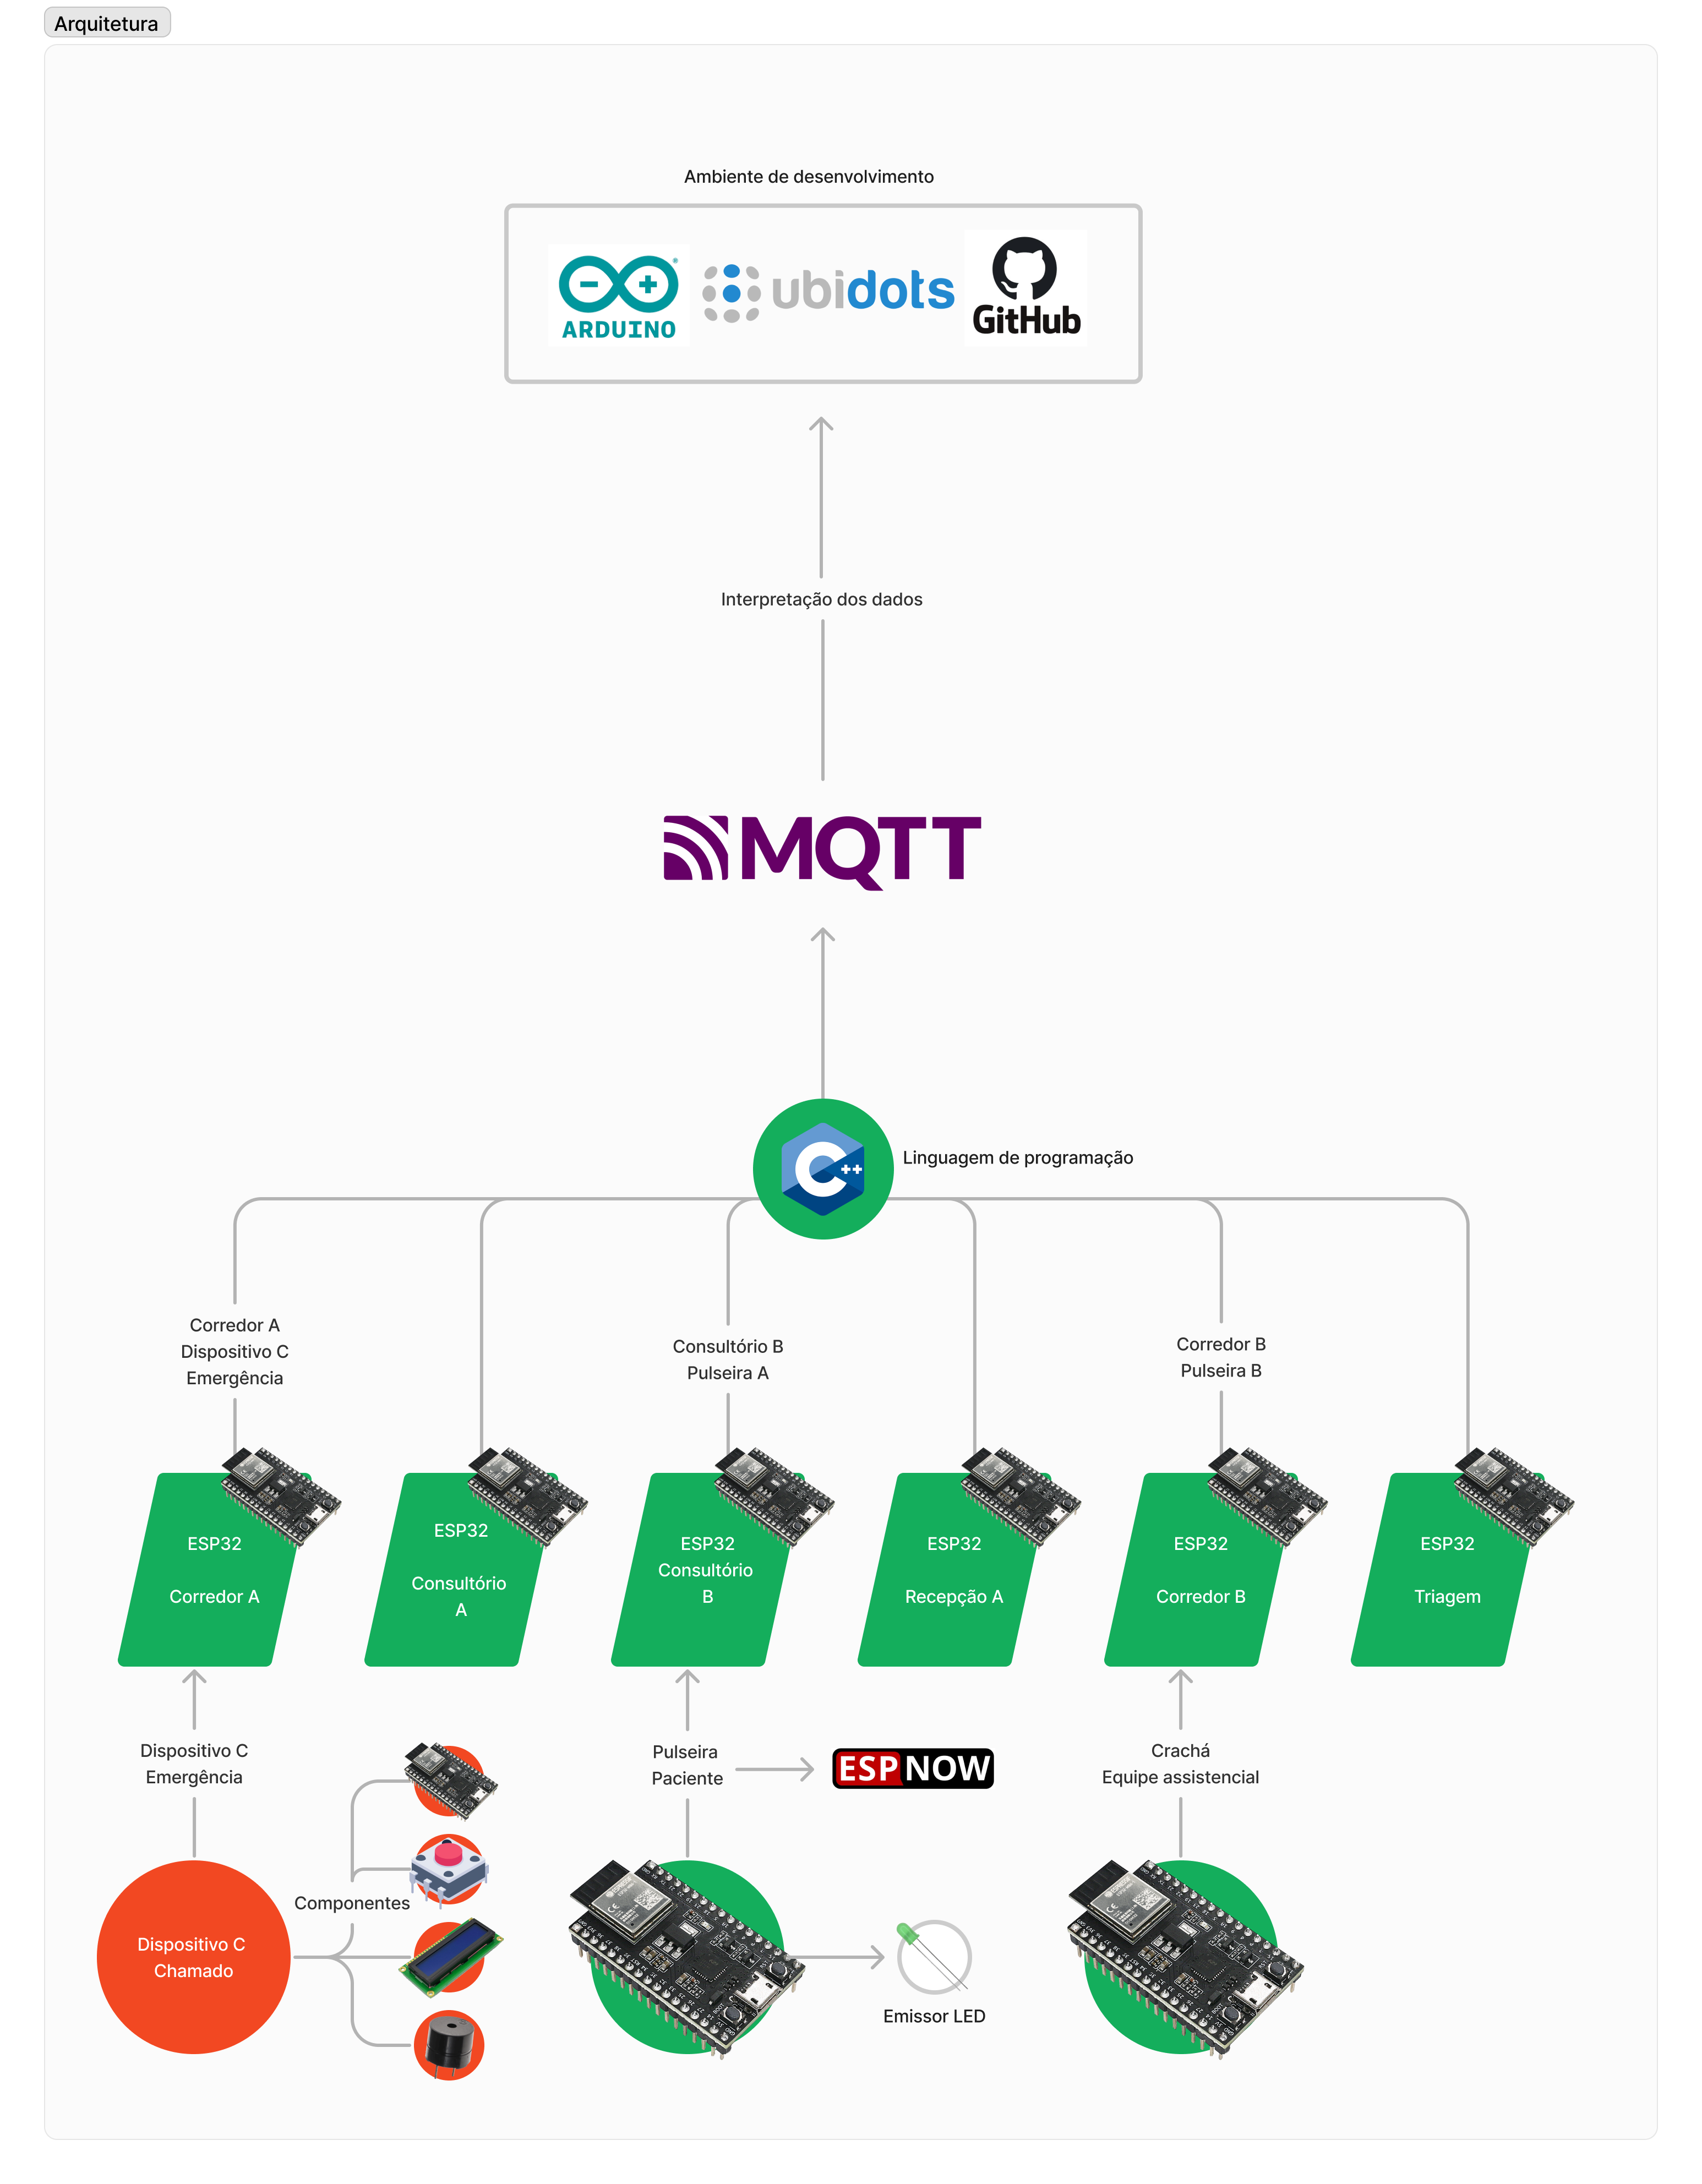 Arquitetura
Ambiente de desenvolvimento
ARDUINO
ubidots
GitHub
Interpretação dos dados
MQTT
C++
Linguagem de programação
Corredor A
Dispositivo C
Emergência
Consultório B
Pulseira A
Corredor B
Pulseira B
ESP32
Corredor A
ESP32
Consultório
A
ESP32
Consultório
B
ESP32
Recepção A
ESP32
Corredor B
ESP32
Triagem
Dispositivo C
Emergência
Pulseira
Paciente
ESP NOW
Crachá
Equipe assistencial
Componentes
Dispositivo C
Chamado
Emissor LED